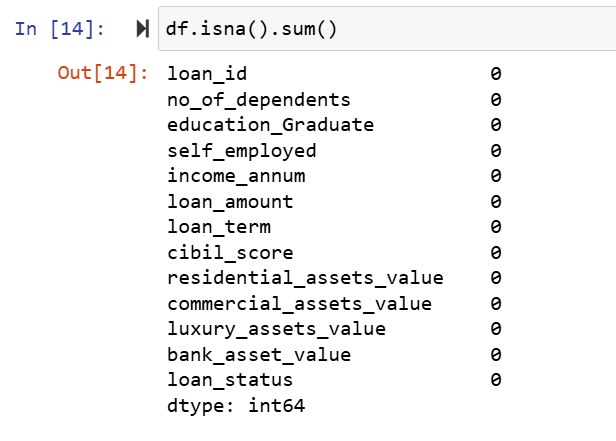 In [14]: df.isna().sum()
Out[14]: loan_id 0
no_of_dependents 0
education_Graduate 0
self_employed 0
income_annum 0
loan_amount 0
loan_term 0
cibil_score 0
residential_assets_value 0
commercial_assets_value 0
luxury_assets_value 0
bank_asset_value 0
loan_status 0
dtype: int64